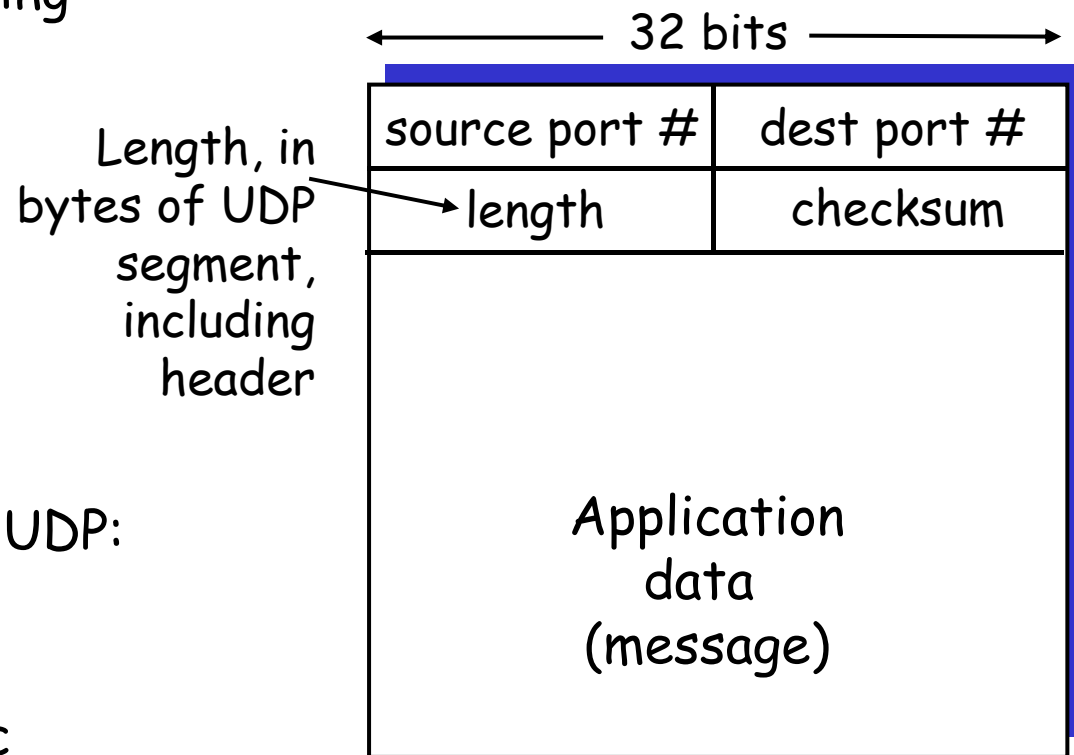 32 bits
source port # dest port #
Length, in
bytes of UDP
segment,
including
header
length checksum
UDP:
Application
data
(message)